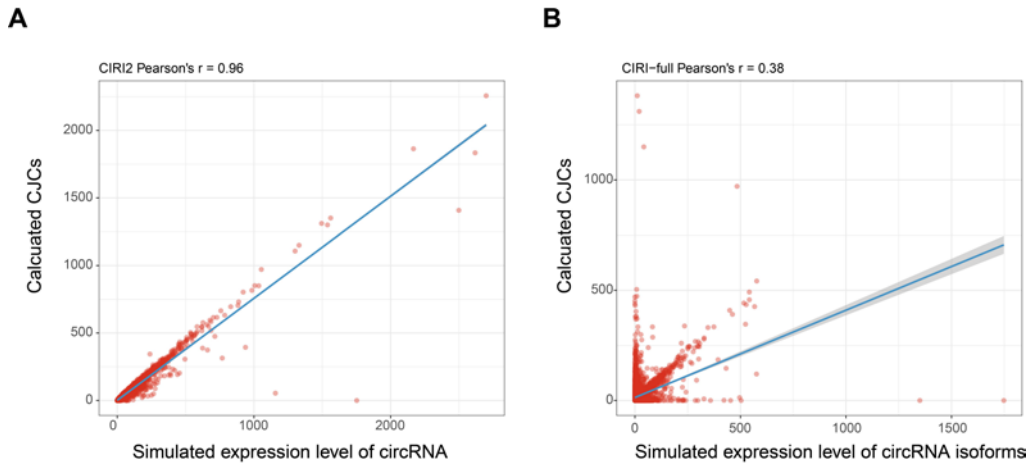 A
B
CIRI2 Pearson's r = 0.96
CIRI-full Pearson's r = 0.38
Calcuated CJCs
2000
1500
1000
500
0
0
1000
2000
Simulated expression level of circRNA
Calcuated CJCs
1000
500
0
0
500
1000
1500
Simulated expression level of circRNA isoforms